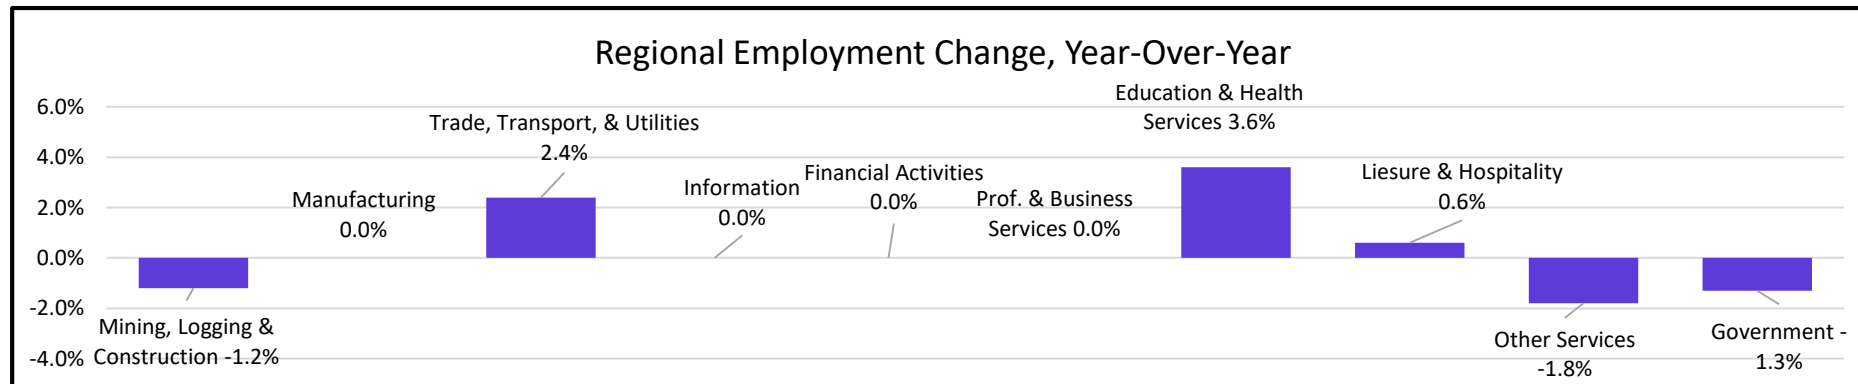 Regional Employment Change, Year-Over-Year
6.0%
4.0%
2.0%
0.0%
-2.0%
-4.0%
Mining, Logging &
Construction -1.2%
Manufacturing
0.0%
Trade, Transport, & Utilities
2.4%
Information
0.0%
Financial Activities
0.0%
Prof. & Business
Services 0.0%
Education & Health
Services 3.6%
Liesure & Hospitality
0.6%
Other Services
-1.8%
Government -
1.3%